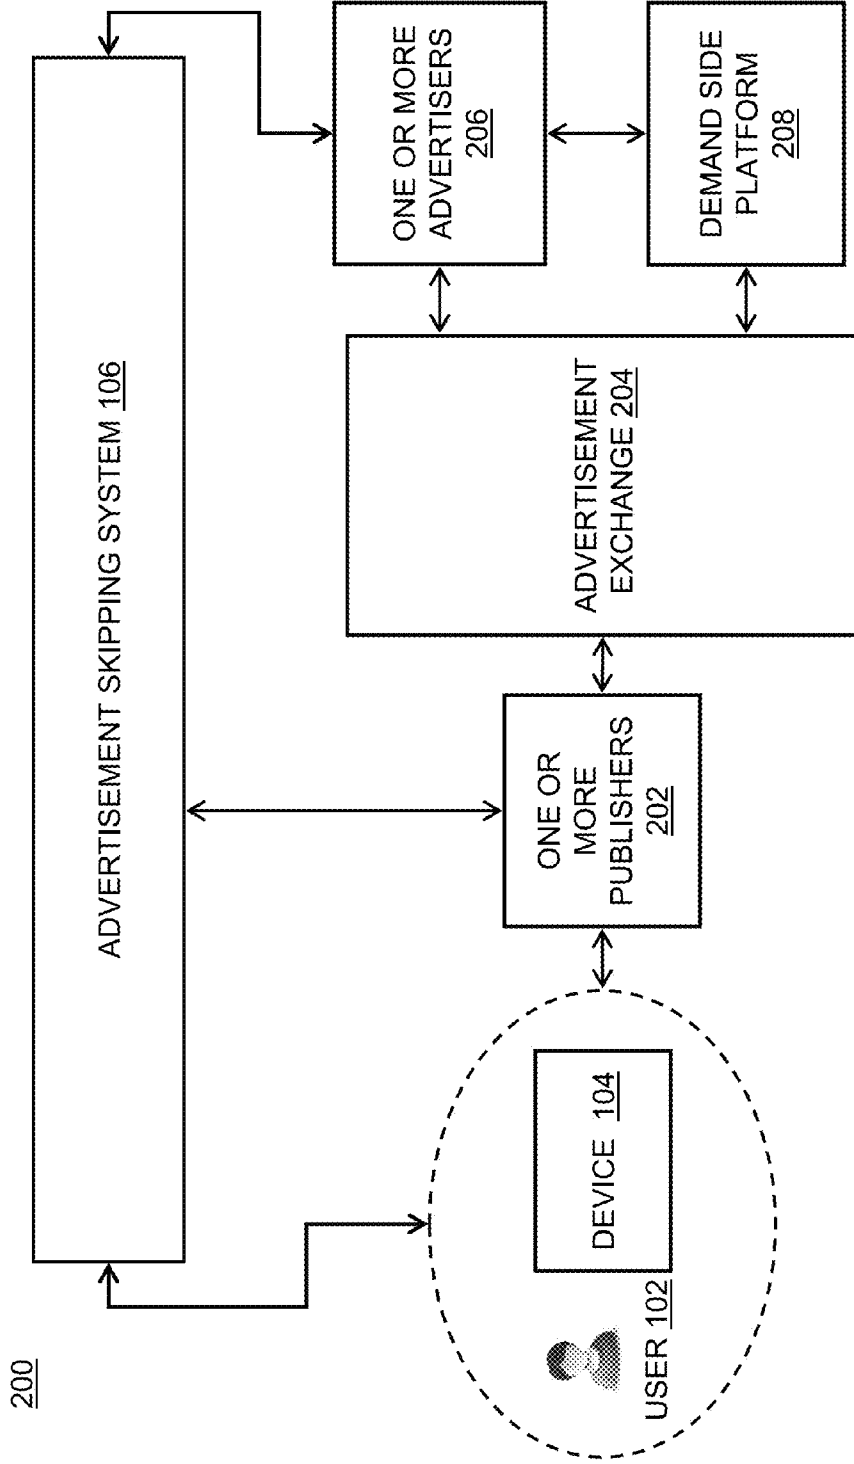 200
ADVERTISEMENT SKIPPING SYSTEM 106
USER 102
DEVICE 104
ONE OR
MORE
PUBLISHERS
202
ADVERTISEMENT
EXCHANGE 204
ONE OR MORE
ADVERTISERS
206
DEMAND SIDE
PLATFORM
208